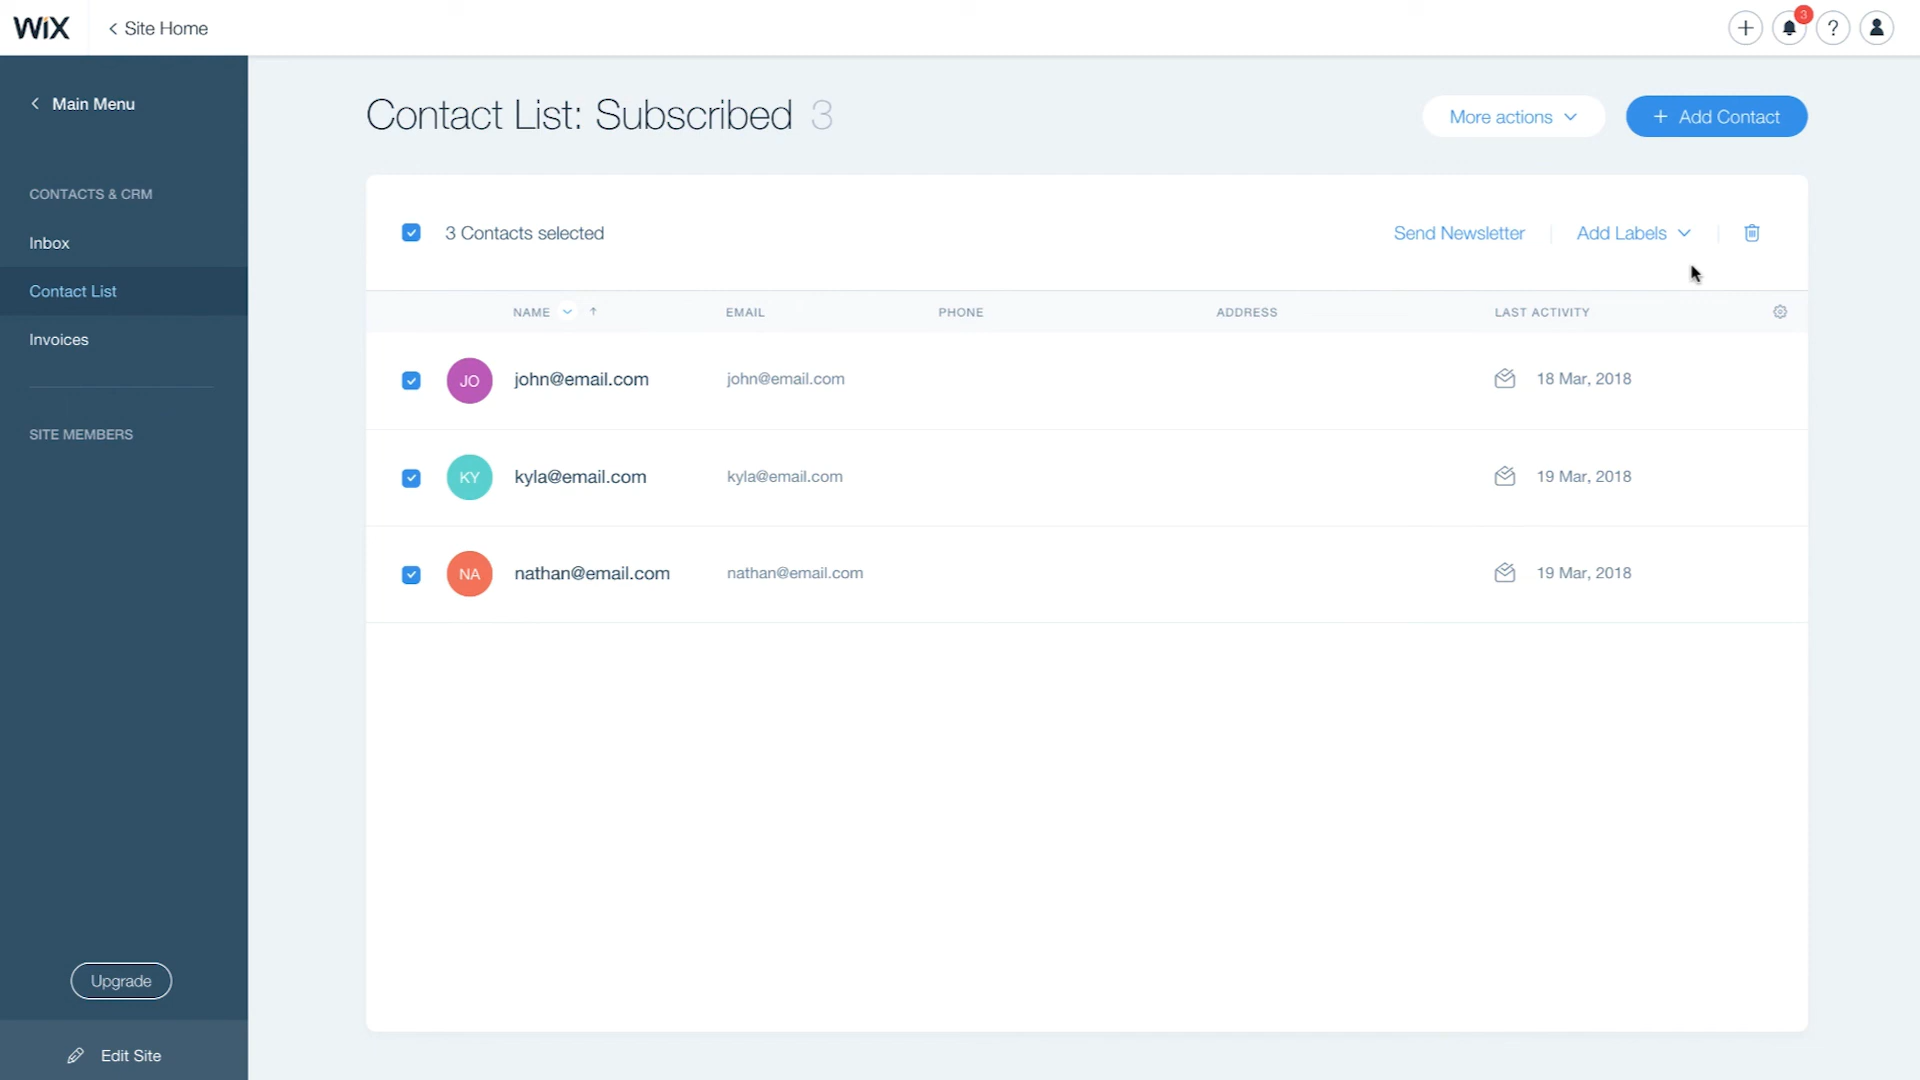 WiX
Site Home
3
?
Main Menu
CONTACTS & CRM
Inbox
Contact List
Invoices
SITE MEMBERS
Upgrade
Edit Site
Contact List: Subscribed 3
More actions
+ Add Contact
3 Contacts selected
Send Newsletter
Add Labels
NAME EMAIL PHONE ADDRESS LAST ACTIVITY
JO john@email.com john@email.com 18 Mar, 2018
KY kyla@email.com kyla@email.com 19 Mar, 2018
NA nathan@email.com nathan@email.com 19 Mar, 2018